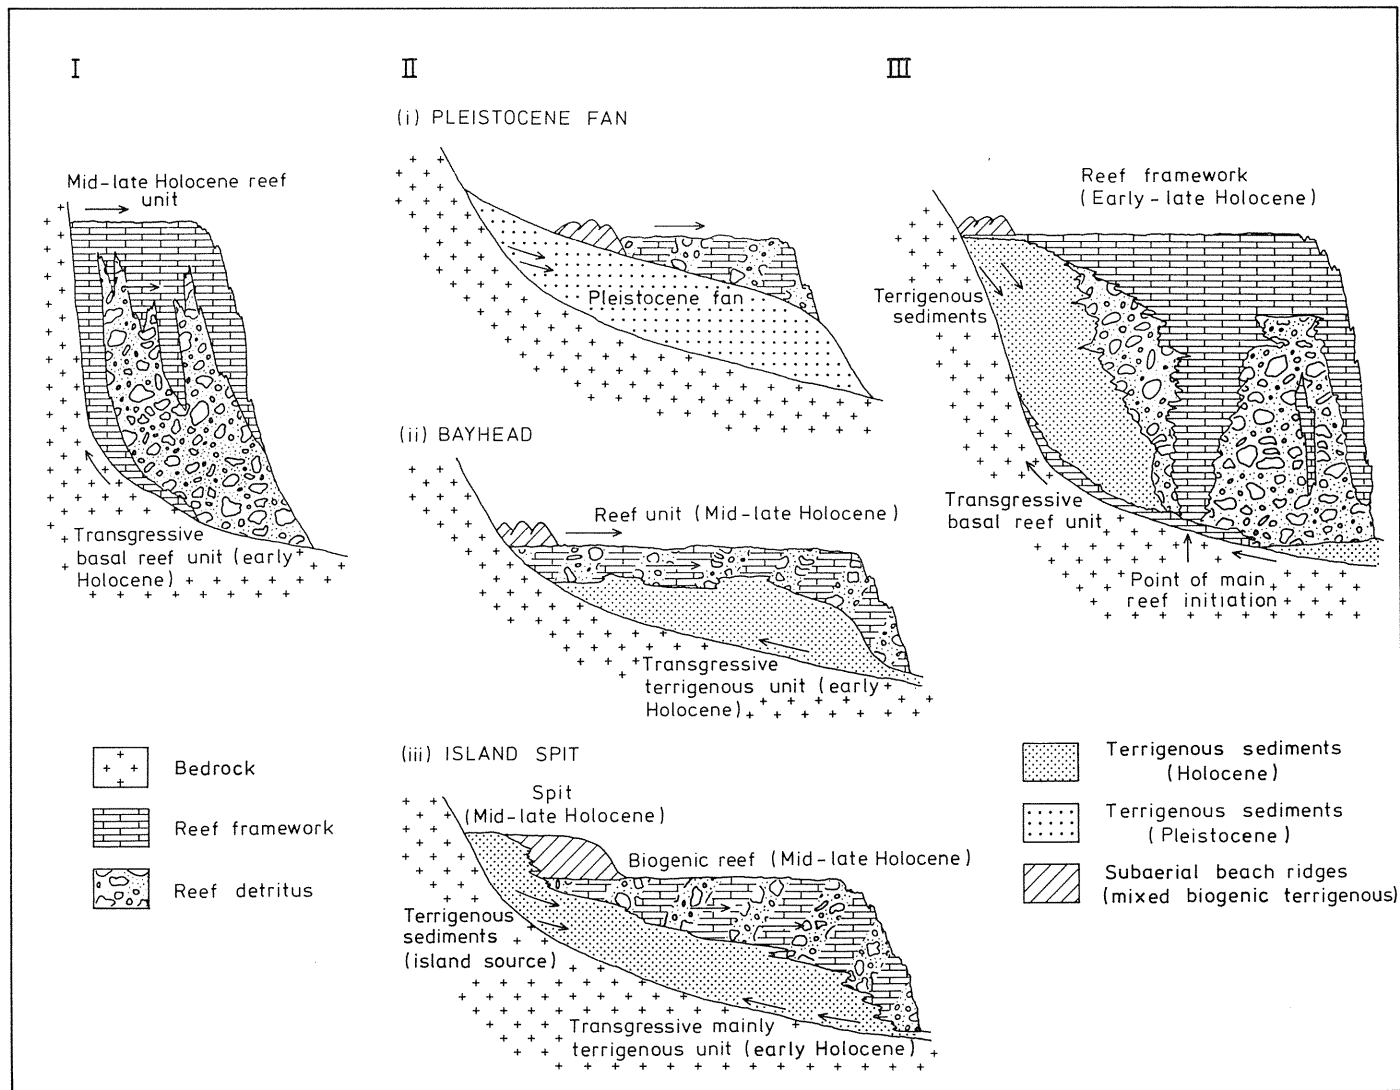 I
II
III
(i) PLEISTOCENE FAN
Mid-late Holocene reef
unit
Transgressive
basal reef unit (early
Holocene)
Pleistocene fan
(ii) BAYHEAD
Reef unit (Mid-late Holocene)
Transgressive
terrigenous unit (early
Holocene)
(iii) ISLAND SPIT
Spit
(Mid-late Holocene)
Biogenic reef (Mid-late Holocene)
Terrigenous
sediments
(island source)
Transgressive mainly
terrigenous unit (early Holocene)
Reef framework
(Early-late Holocene)
Terrigenous
sediments
Transgressive
basal reef unit
Point of main
reef initiation
Bedrock
Reef framework
Reef detritus
Terrigenous sediments
(Holocene)
Terrigenous sediments
(Pleistocene)
Subaerial beach ridges
(mixed biogenic terrigenous)